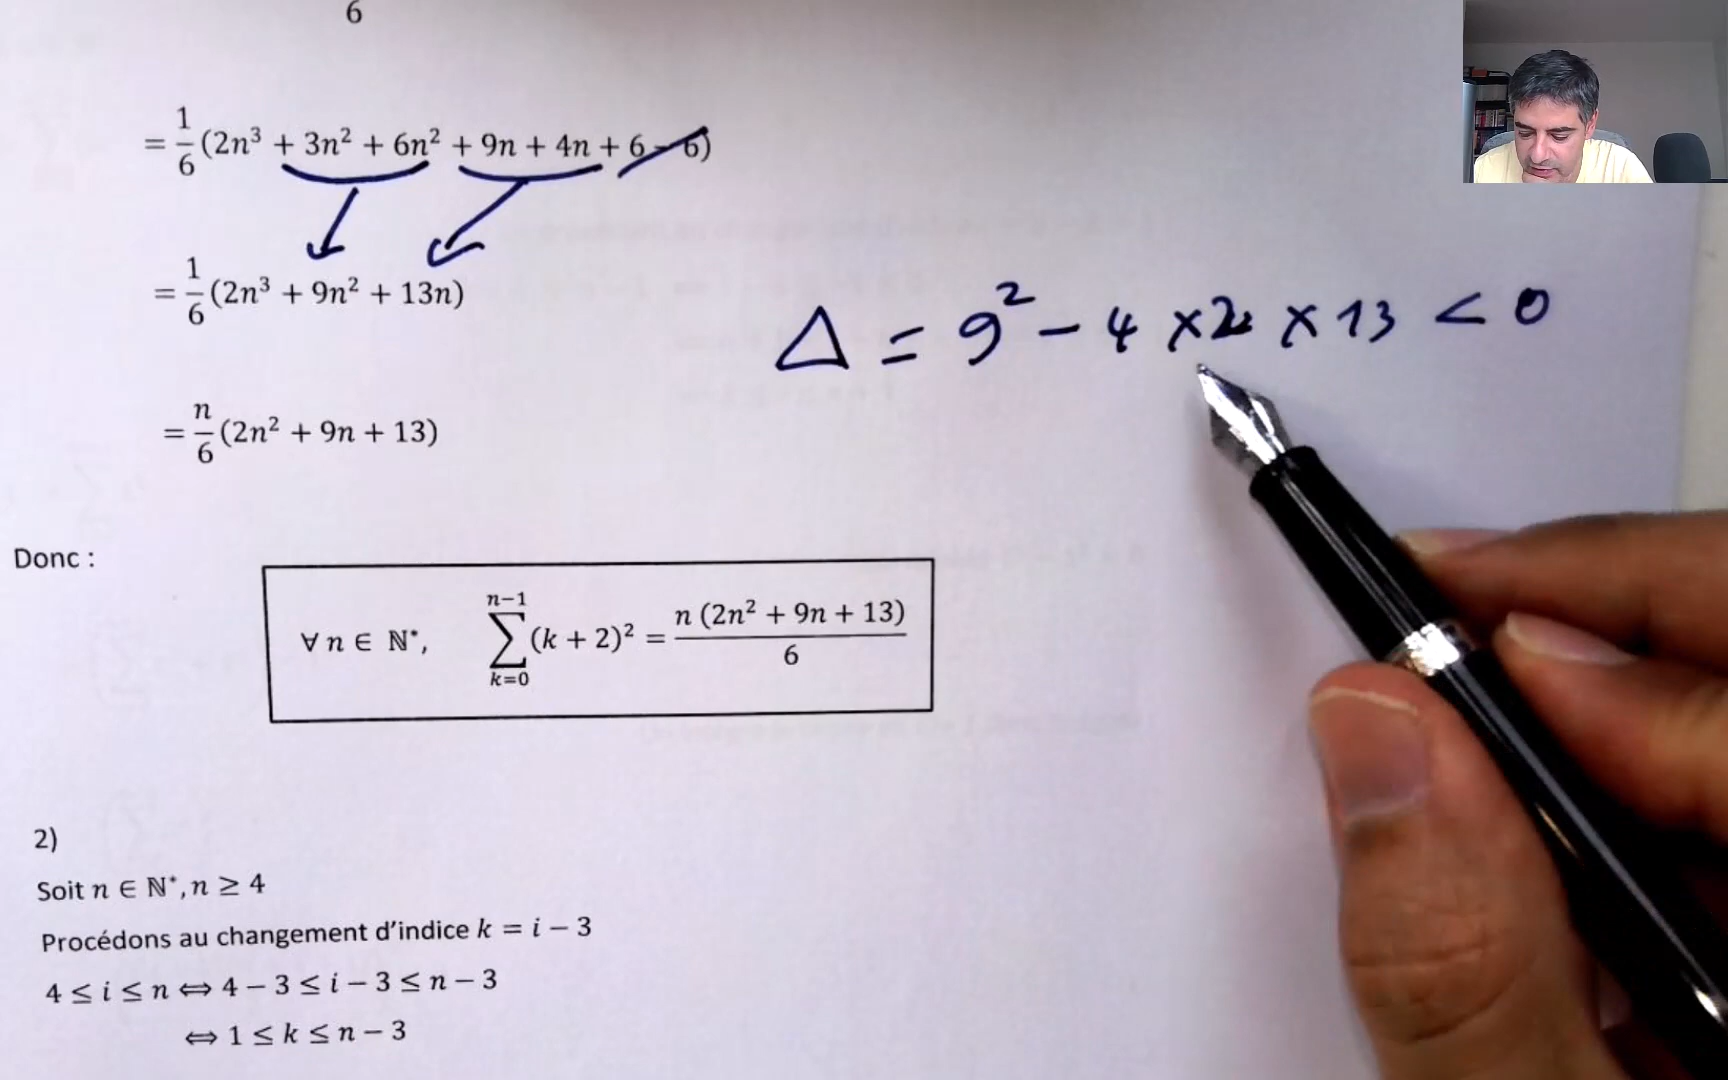 6
= 1/6 (2n³ + 3n² + 6n² + 9n + 4n + 6 - 6)
= 1/6 (2n³ + 9n² + 13n)
Δ = 9² - 4 × 2 × 13 < 0
= n/6 (2n² + 9n + 13)
Donc :
∀ n ∈ ℕ*, ∑_{k=0}^{n-1} (k + 2)² = n (2n² + 9n + 13) / 6
2)
Soit n ∈ ℕ*, n ≥ 4
Procédons au changement d'indice k = i - 3
4 ≤ i ≤ n ⇔ 4 - 3 ≤ i - 3 ≤ n - 3
⇔ 1 ≤ k ≤ n - 3